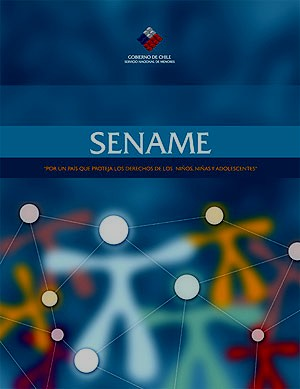 GOBIERNO DE CHILE
SERVICIO NACIONAL DE MENORES
SENAME
"POR UN PAIS QUE PROTEJA LOS DERECHOS DE LOS NIÑOS, NIÑAS Y ADOLESCENTES"